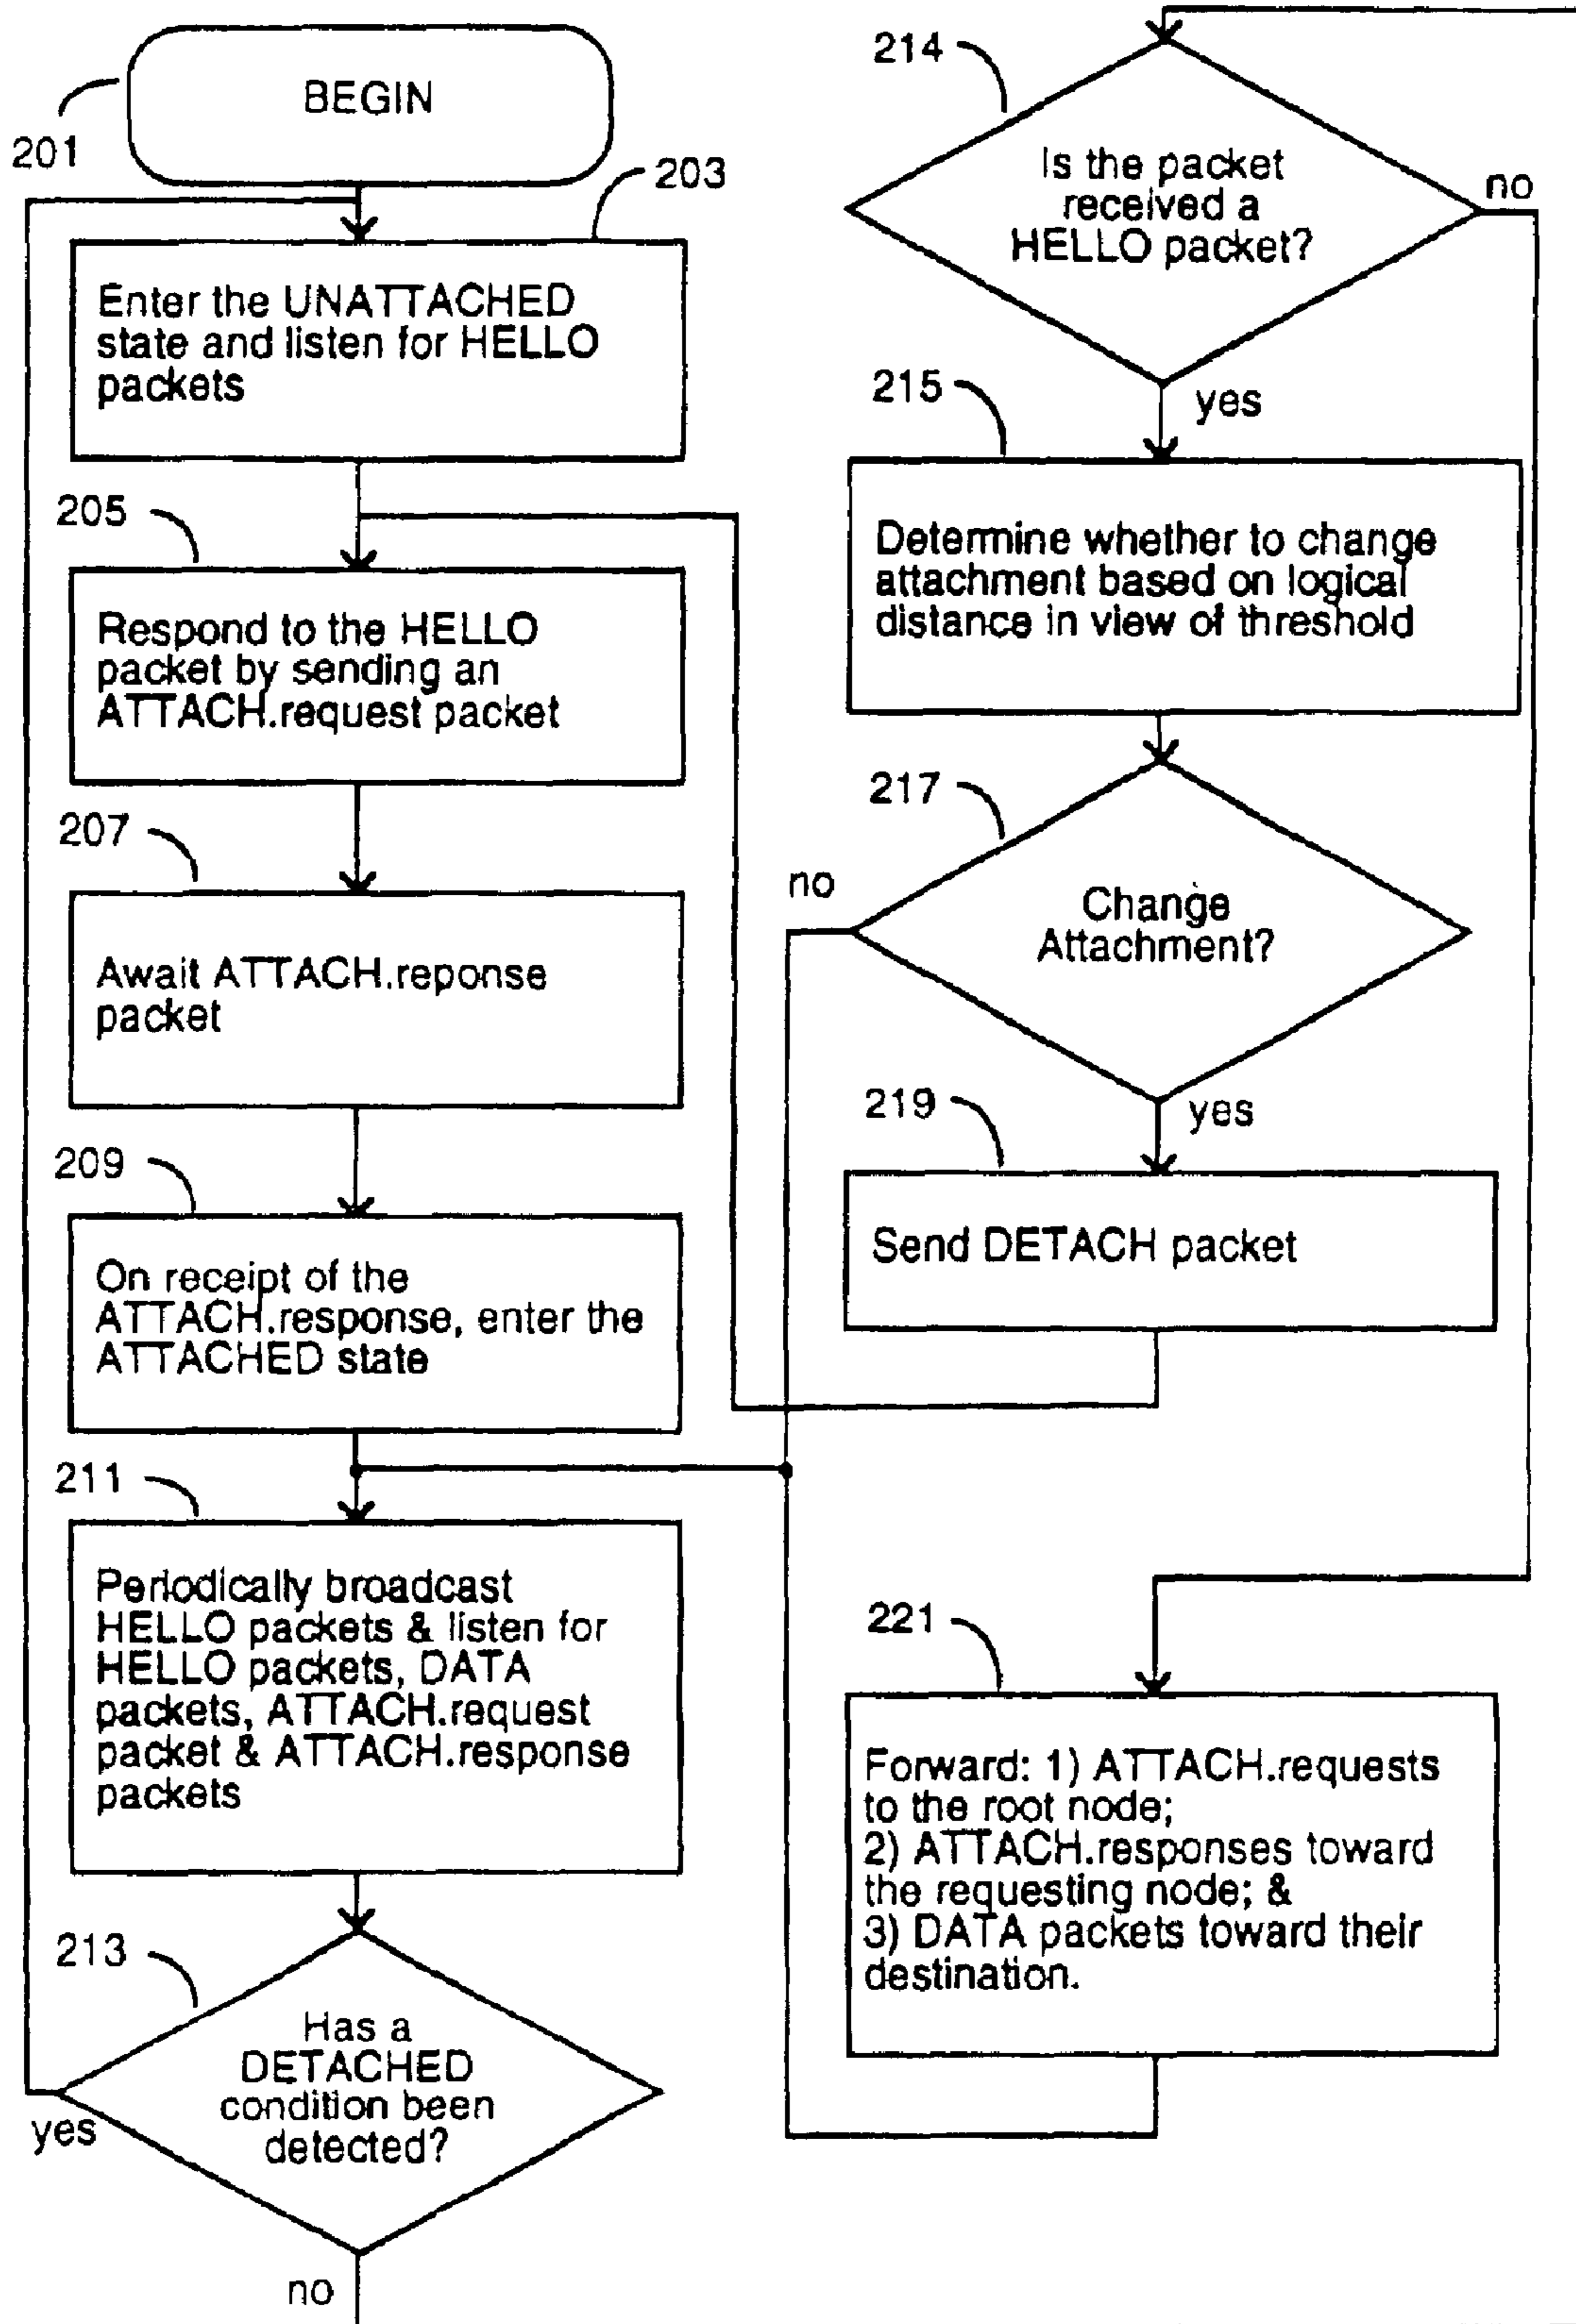 201
BEGIN
203
Enter the UNATTACHED
state and listen for HELLO
packets
205
Respond to the HELLO
packet by sending an
ATTACH.request packet
207
Await ATTACH.reponse
packet
209
On receipt of the
ATTACH.response, enter the
ATTACHED state
211
Periodically broadcast
HELLO packets & listen for
HELLO packets, DATA
packets, ATTACH.request
packet & ATTACH.response
packets
213
Has a
DETACHED
condition been
detected?
yes
no
214
Is the packet
received a
HELLO packet?
no
yes
215
Determine whether to change
attachment based on logical
distance in view of threshold
217
Change
Attachment?
no
yes
219
Send DETACH packet
221
Forward: 1) ATTACH.requests
to the root node;
2) ATTACH.responses toward
the requesting node; &
3) DATA packets toward their
destination.